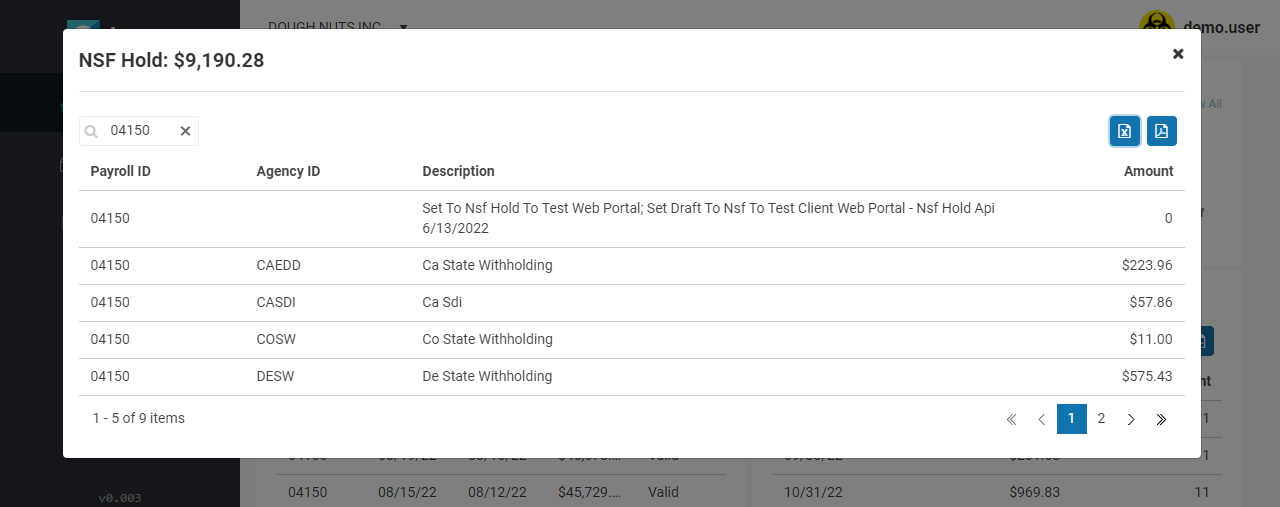 DOUGH NUTS INC
demo.user
NSF Hold: $9,190.28
All
04150
Payroll ID Agency ID Description Amount
04150 Set To Nsf Hold To Test Web Portal; Set Draft To Nsf To Test Client Web Portal - Nsf Hold Api 0
6/13/2022
04150 CAEDD Ca State Withholding $223.96
04150 CASDI Ca Sdi $57.86
04150 COSW Co State Withholding $11.00
04150 DESW De State Withholding $575.43
1 - 5 of 9 items 1 2
04150 08/15/22 08/12/22 $45,729.... Valid 10/31/22 $969.83 11
v0.003